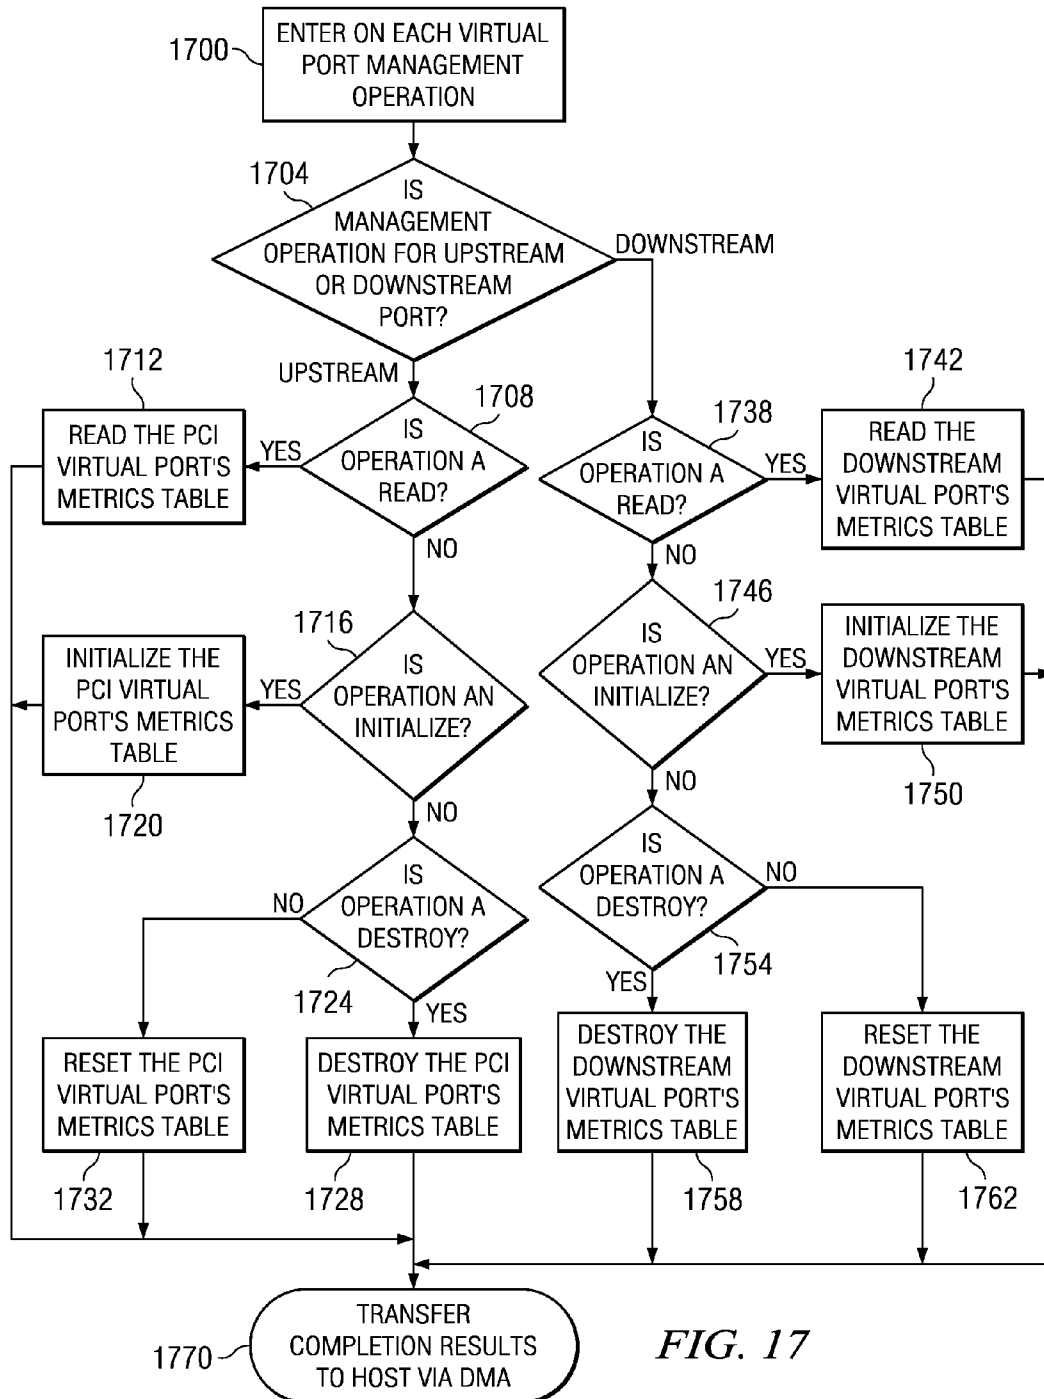 1700
ENTER ON EACH VIRTUAL
PORT MANAGEMENT
OPERATION
1704
IS
MANAGEMENT
OPERATION FOR UPSTREAM
OR DOWNSTREAM
PORT?
DOWNSTREAM
UPSTREAM
1712
READ THE PCI
VIRTUAL PORT'S
METRICS TABLE
YES
1708
IS
OPERATION A
READ?
NO
1738
IS
OPERATION A
READ?
YES
NO
1742
READ THE
DOWNSTREAM
VIRTUAL PORT'S
METRICS TABLE
1716
IS
OPERATION AN
INITIALIZE?
YES
NO
INITIALIZE THE
PCI VIRTUAL
PORT'S METRICS
TABLE
1720
1746
IS
OPERATION AN
INITIALIZE?
YES
NO
INITIALIZE THE
DOWNSTREAM
VIRTUAL PORT'S
METRICS TABLE
1750
IS
OPERATION A
DESTROY?
NO
1724
YES
IS
OPERATION A
DESTROY?
NO
1754
YES
RESET THE PCI
VIRTUAL PORT'S
METRICS TABLE
1732
DESTROY THE PCI
VIRTUAL PORT'S
METRICS TABLE
1728
DESTROY THE
DOWNSTREAM
VIRTUAL PORT'S
METRICS TABLE
1758
RESET THE
DOWNSTREAM
VIRTUAL PORT'S
METRICS TABLE
1762
1770
TRANSFER
COMPLETION RESULTS
TO HOST VIA DMA
FIG. 17